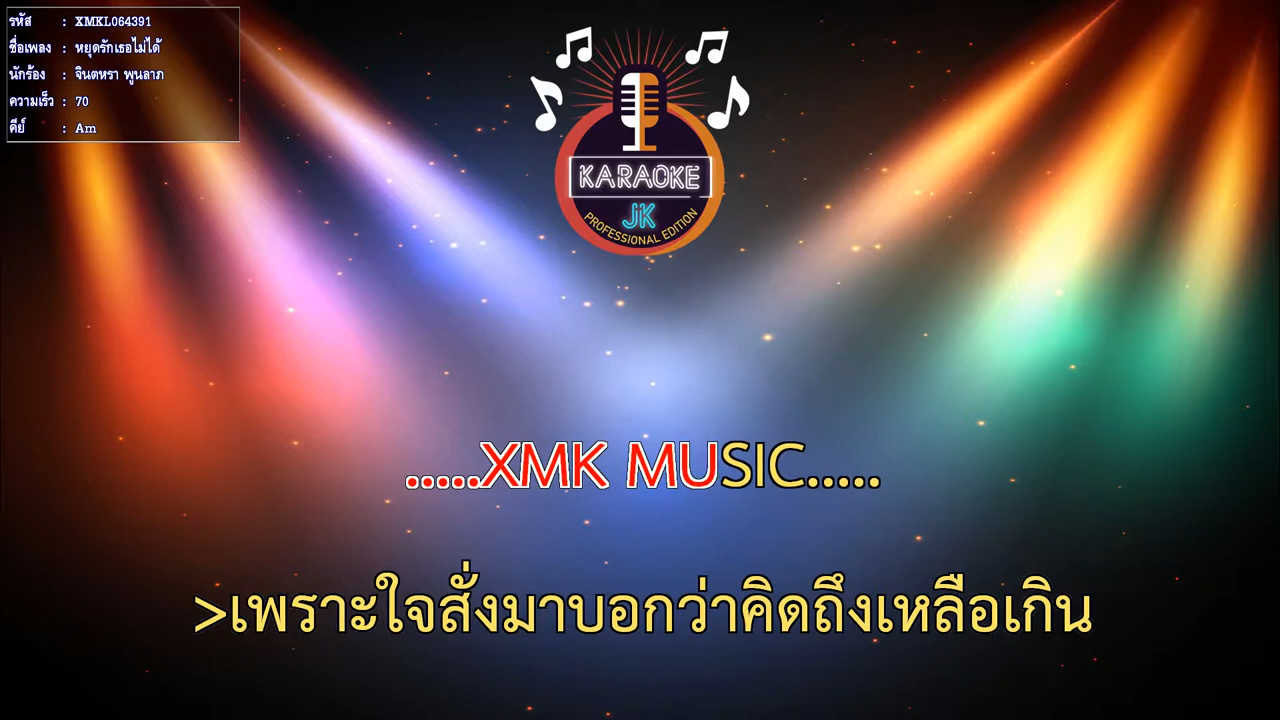 รหัส : XMKL064391
ชื่อเพลง : หยุดรักเธอไม่ได้
นักร้อง : จินตหรา พูนลาภ
ความเร็ว : 70
คีย์ : Am
KARAOKE
JK
PROFESSIONAL EDITION
.....XMK MUSIC.....
>เพราะใจสั่งมาบอกว่าคิดถึงเหลือเกิน